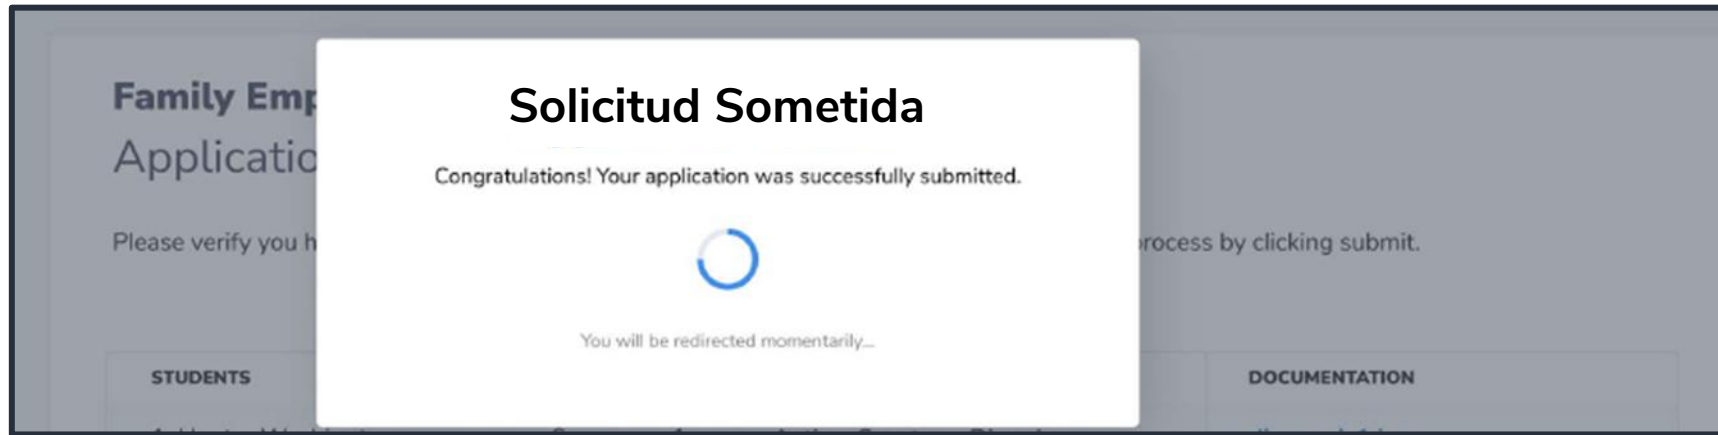 Family Emp
Solicitud Sometida
Applicatio
Congratulations! Your application was successfully submitted.
Please verify you h
rocess by clicking submit.
You will be redirected momentarily...
STUDENTS
DOCUMENTATION